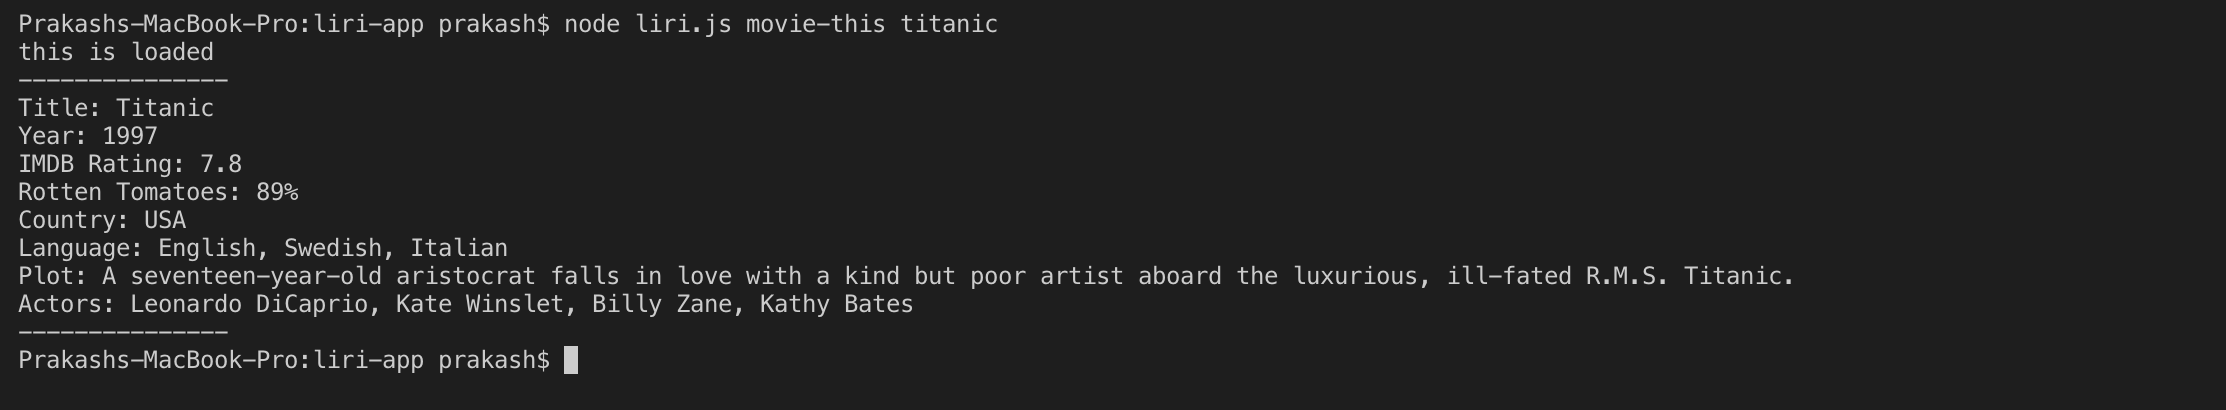 Prakashs-MacBook-Pro:liri-app prakash$ node liri.js movie-this titanic
this is loaded
---------------
Title: Titanic
Year: 1997
IMDB Rating: 7.8
Rotten Tomatoes: 89%
Country: USA
Language: English, Swedish, Italian
Plot: A seventeen-year-old aristocrat falls in love with a kind but poor artist aboard the luxurious, ill-fated R.M.S. Titanic.
Actors: Leonardo DiCaprio, Kate Winslet, Billy Zane, Kathy Bates
---------------
Prakashs-MacBook-Pro:liri-app prakash$